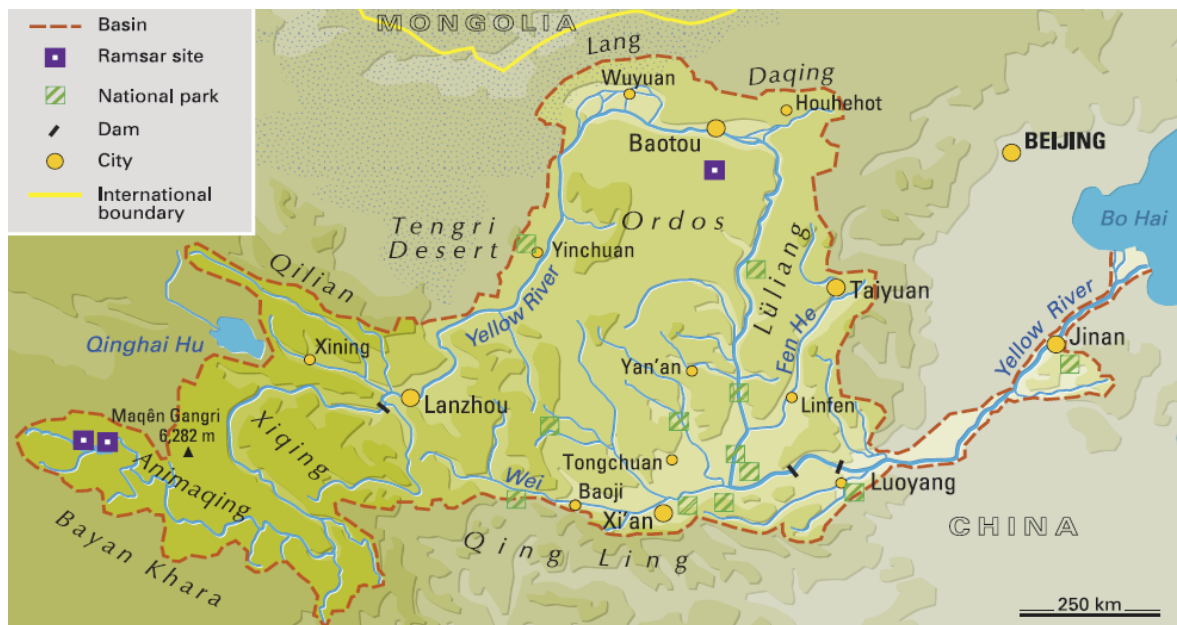 Basin
Ramsar site
National park
Dam
City
International
boundary
MONGOLIA
Lang
Wuyuan
Daqing
Houhehot
Baotou
BEIJING
Bo Hai
Ordos
Tengri
Desert
Yinchuan
Qilian
Lüliang
Taiyuan
Yellow River
Fen He
Yellow River
Qinghai Hu
Xining
Jinan
Yan'an
Lanzhou
Linfen
Maqên Gangri
6,282 m
Xiqing
Animaqing
Tongchuan
Wei
Baoji
Luoyang
Xi'an
Bayan Khara
Qing Ling
CHINA
250 km